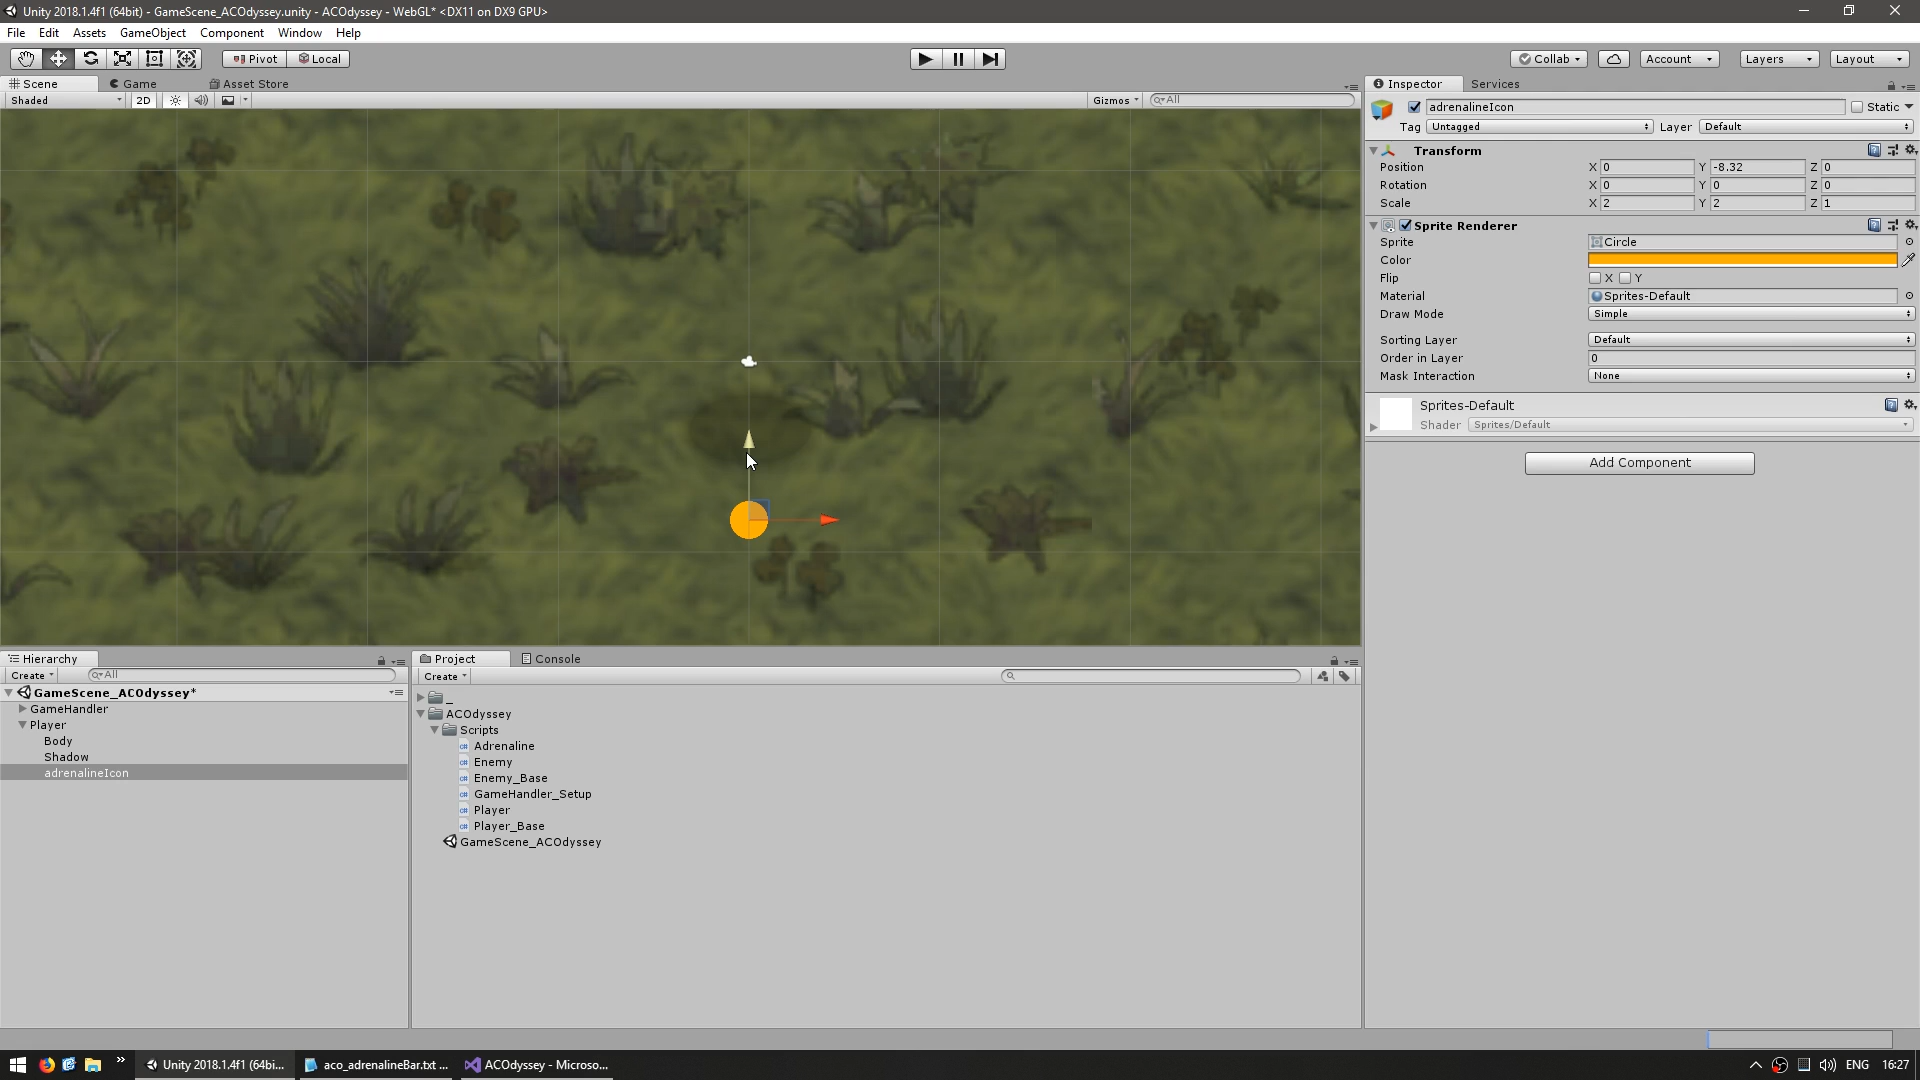 Unity 2018.1.4f1 (64bit) - GameScene_ACOdyssey.unity - ACOdyssey - WebGL* <DX11 on DX9 GPU>
File Edit Assets GameObject Component Window Help
Pivot Local Collab Account Layers Layout
Scene Game Asset Store
Shaded 2D Gizmos All
Inspector Services
adrenalineIcon Static
Tag Untagged Layer Default
Transform
Position X 0 Y -8.32 Z 0
Rotation X 0 Y 0 Z 0
Scale X 2 Y 2 Z 1
Sprite Renderer
Sprite Circle
Color
Flip X Y
Material Sprites-Default
Draw Mode Simple
Sorting Layer Default
Order in Layer 0
Mask Interaction None
Sprites-Default
Shader Sprites/Default
Add Component
Hierarchy
Create All
GameScene_ACOdyssey*
GameHandler
Player
Body
Shadow
adrenalineIcon
Project Console
Create
_
ACOdyssey
Scripts
Adrenaline
Enemy
Enemy_Base
GameHandler_Setup
Player
Player_Base
GameScene_ACOdyssey
» Unity 2018.1.4f1 (64bi... aco_adrenalineBar.txt ... ACOdyssey - Microso... ENG 16:27